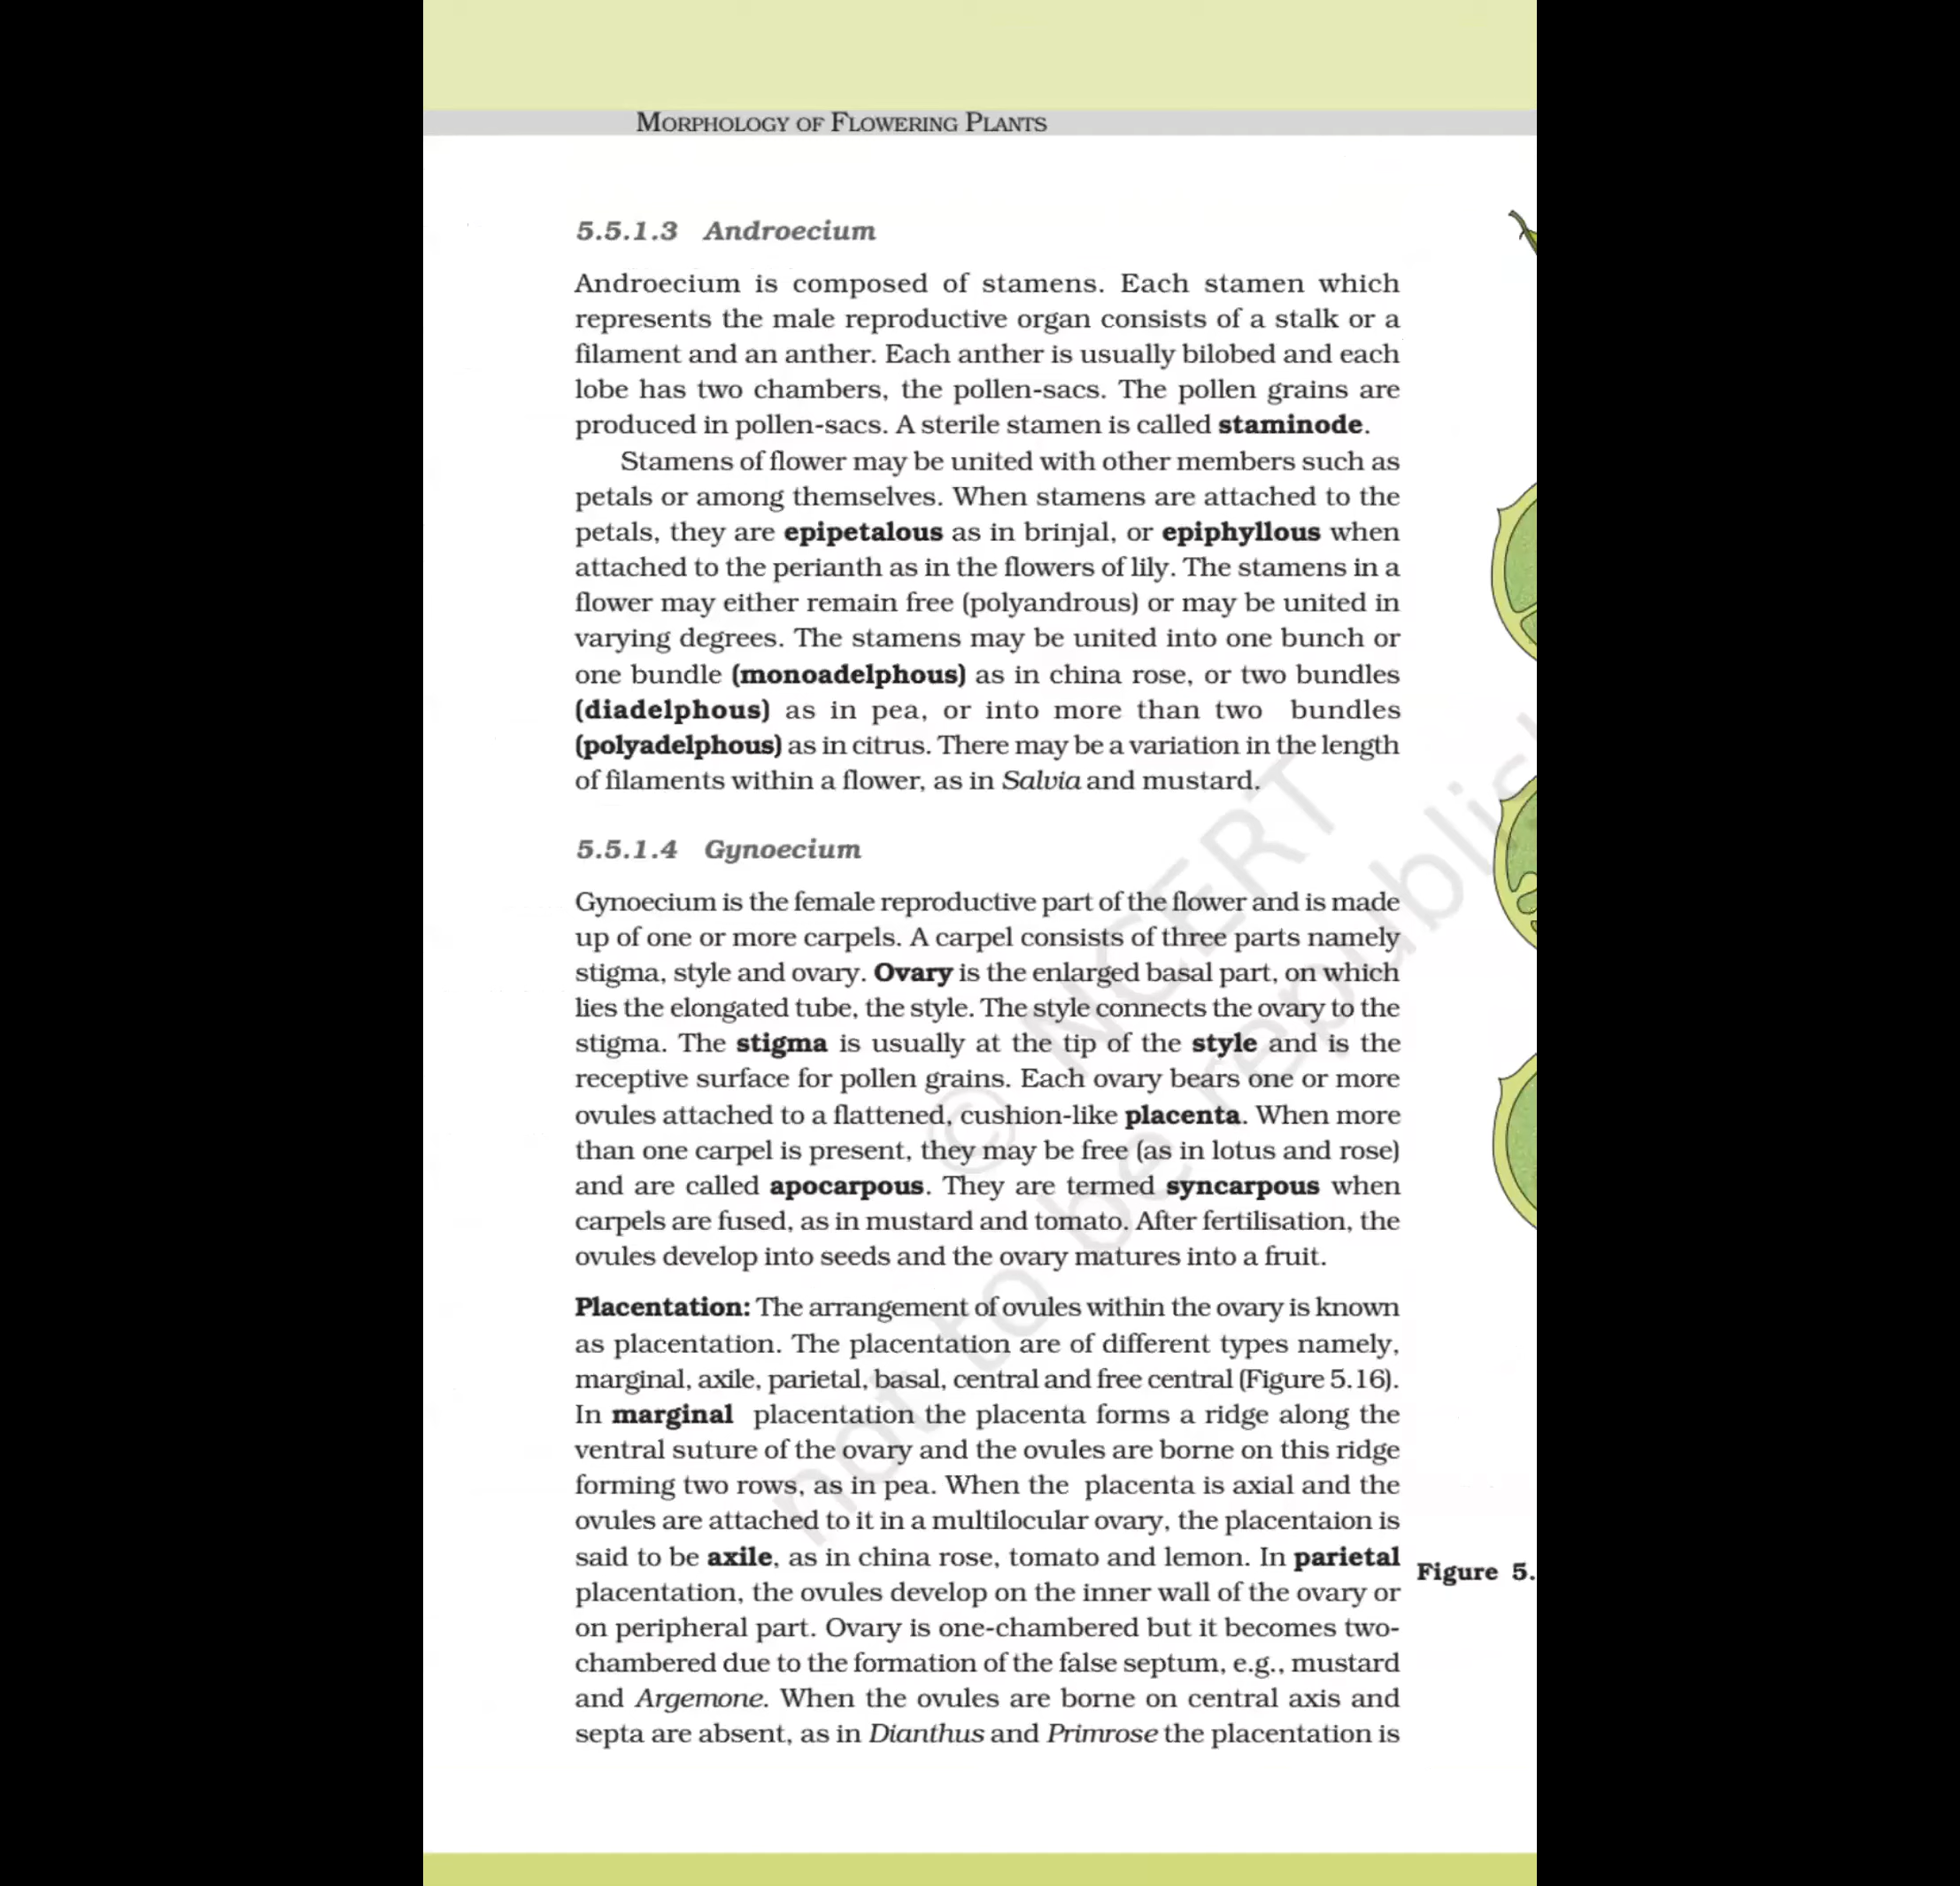 MORPHOLOGY OF FLOWERING PLANTS
5.5.1.3 Androecium
Androecium is composed of stamens. Each stamen which
represents the male reproductive organ consists of a stalk or a
filament and an anther. Each anther is usually bilobed and each
lobe has two chambers, the pollen-sacs. The pollen grains are
produced in pollen-sacs. A sterile stamen is called staminode.
Stamens of flower may be united with other members such as
petals or among themselves. When stamens are attached to the
petals, they are epipetalous as in brinjal, or epiphyllous when
attached to the perianth as in the flowers of lily. The stamens in a
flower may either remain free (polyandrous) or may be united in
varying degrees. The stamens may be united into one bunch or
one bundle (monoadelphous) as in china rose, or two bundles
(diadelphous) as in pea, or into more than two bundles
(polyadelphous) as in citrus. There may be a variation in the length
of filaments within a flower, as in Salvia and mustard.
5.5.1.4 Gynoecium
Gynoecium is the female reproductive part of the flower and is made
up of one or more carpels. A carpel consists of three parts namely
stigma, style and ovary. Ovary is the enlarged basal part, on which
lies the elongated tube, the style. The style connects the ovary to the
stigma. The stigma is usually at the tip of the style and is the
receptive surface for pollen grains. Each ovary bears one or more
ovules attached to a flattened, cushion-like placenta. When more
than one carpel is present, they may be free (as in lotus and rose)
and are called apocarpous. They are termed syncarpous when
carpels are fused, as in mustard and tomato. After fertilisation, the
ovules develop into seeds and the ovary matures into a fruit.
Placentation: The arrangement of ovules within the ovary is known
as placentation. The placentation are of different types namely,
marginal, axile, parietal, basal, central and free central (Figure 5.16).
In marginal placentation the placenta forms a ridge along the
ventral suture of the ovary and the ovules are borne on this ridge
forming two rows, as in pea. When the placenta is axial and the
ovules are attached to it in a multilocular ovary, the placentaion is
said to be axile, as in china rose, tomato and lemon. In parietal
placentation, the ovules develop on the inner wall of the ovary or
on peripheral part. Ovary is one-chambered but it becomes two-
chambered due to the formation of the false septum, e.g., mustard
and Argemone. When the ovules are borne on central axis and
septa are absent, as in Dianthus and Primrose the placentation is
Figure 5.
© NCERT
not to be republish